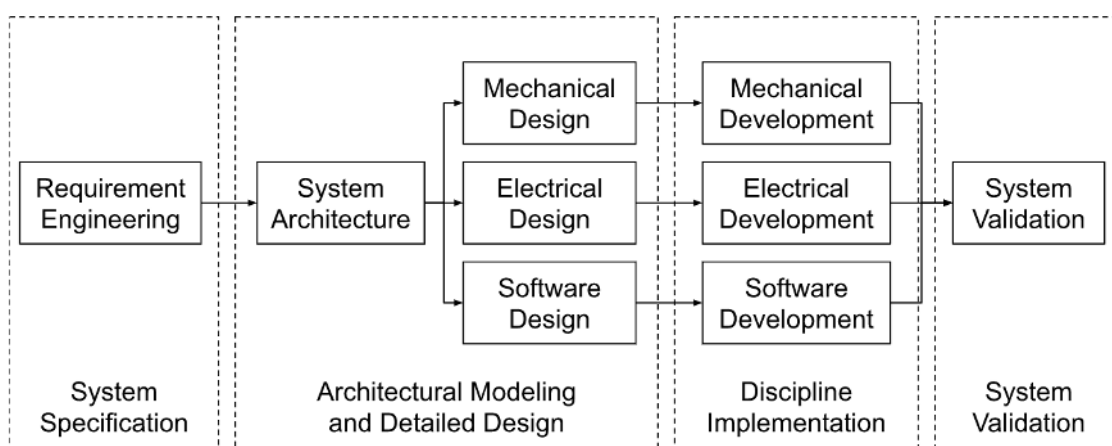 Requirement
Engineering
System
Architecture
Mechanical
Design
Electrical
Design
Software
Design
Mechanical
Development
Electrical
Development
Software
Development
System
Validation
System
Specification
Architectural Modeling
and Detailed Design
Discipline
Implementation
System
Validation